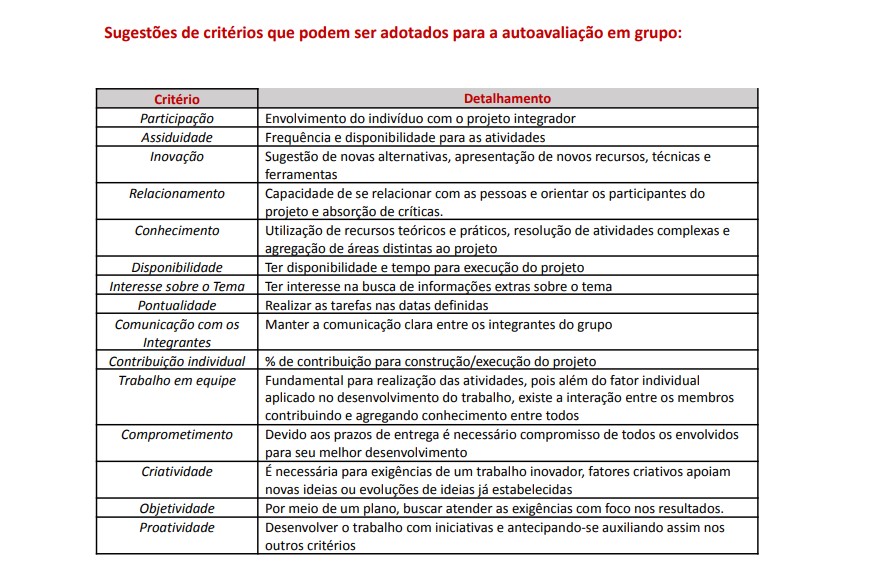 Sugestões de critérios que podem ser adotados para a autoavaliação em grupo:
Critério
Detalhamento
Participação
Envolvimento do indivíduo com o projeto integrador
Assiduidade
Frequência e disponibilidade para as atividades
Inovação
Sugestão de novas alternativas, apresentação de novos recursos, técnicas e
ferramentas
Relacionamento
Capacidade de se relacionar com as pessoas e orientar os participantes do
projeto e absorção de críticas.
Conhecimento
Utilização de recursos teóricos e práticos, resolução de atividades complexas e
agregação de áreas distintas ao projeto
Disponibilidade
Ter disponibilidade e tempo para execução do projeto
Interesse sobre o Tema
Ter interesse na busca de informações extras sobre o tema
Pontualidade
Realizar as tarefas nas datas definidas
Comunicação com os
Integrantes
Manter a comunicação clara entre os integrantes do grupo
Contribuição individual
% de contribuição para construção/execução do projeto
Trabalho em equipe
Fundamental para realização das atividades, pois além do fator individual
aplicado no desenvolvimento do trabalho, existe a interação entre os membros
contribuindo e agregando conhecimento entre todos
Comprometimento
Devido aos prazos de entrega é necessário compromisso de todos os envolvidos
para seu melhor desenvolvimento
Criatividade
É necessária para exigências de um trabalho inovador, fatores criativos apoiam
novas ideias ou evoluções de ideias já estabelecidas
Objetividade
Por meio de um plano, buscar atender as exigências com foco nos resultados.
Proatividade
Desenvolver o trabalho com iniciativas e antecipando-se auxiliando assim nos
outros critérios